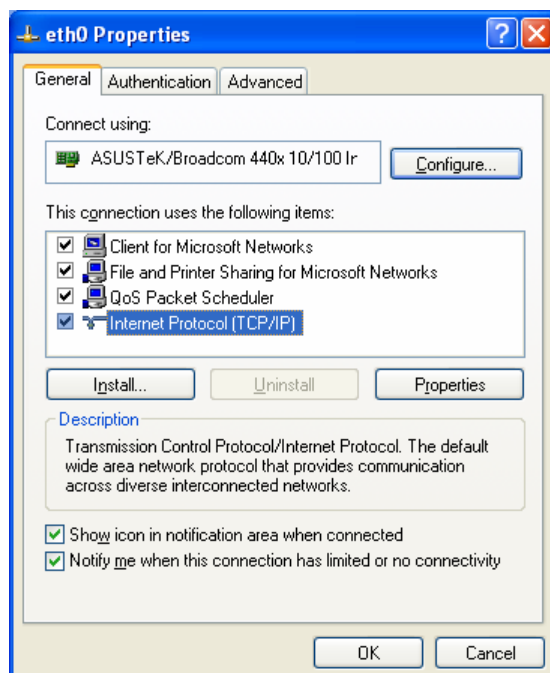 eth0 Properties
General Authentication Advanced
Connect using:
ASUSTeK/Broadcom 440x 10/100 Ir
Configure...
This connection uses the following items:
Client for Microsoft Networks
File and Printer Sharing for Microsoft Networks
QoS Packet Scheduler
Internet Protocol (TCP/IP)
Install... Uninstall Properties
Description
Transmission Control Protocol/Internet Protocol. The default
wide area network protocol that provides communication
across diverse interconnected networks.
Show icon in notification area when connected
Notify me when this connection has limited or no connectivity
OK Cancel